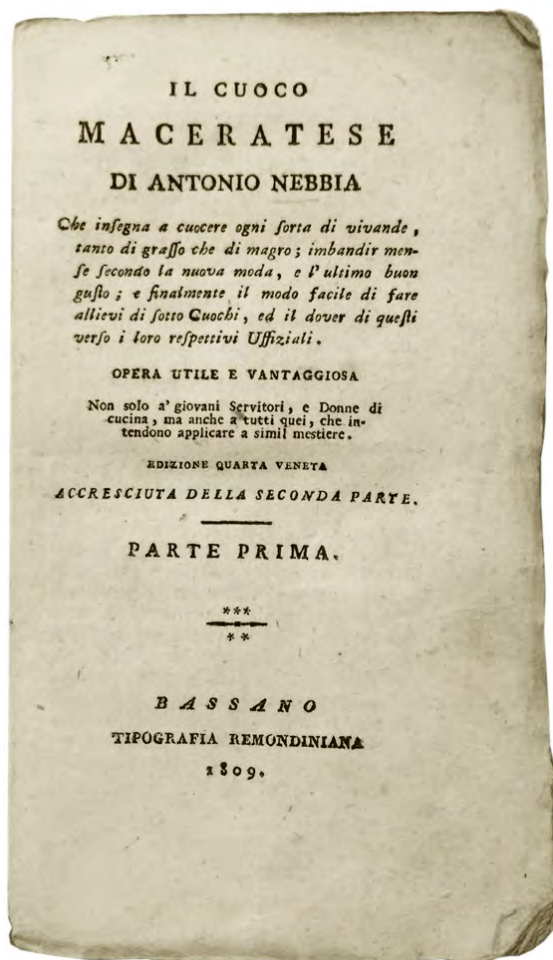 IL CUOCO
MACERATESE
DI ANTONIO NEBBIA
Che inſegna a cuocere ogni ſorta di vivande,
tanto di graſſo che di magro; imbandir men-
ſe ſecondo la nuova moda, e l'ultimo buon
guſto; e finalmente il modo facile di fare
allievi di ſotto Cuochi, ed il dover di queſti
verſo i loro reſpettivi Uffiziali.
OPERA UTILE E VANTAGGIOSA
Non solo a' giovani Servitori, e Donne di
cucina, ma anche a tutti quei, che in-
tendono applicare a simil mestiere.
EDIZIONE QUARTA VENETA
ACCRESCIUTA DELLA SECONDA PARTE.
PARTE PRIMA.
***
**
BASSANO
TIPOGRAFIA REMONDINIANA
1809.